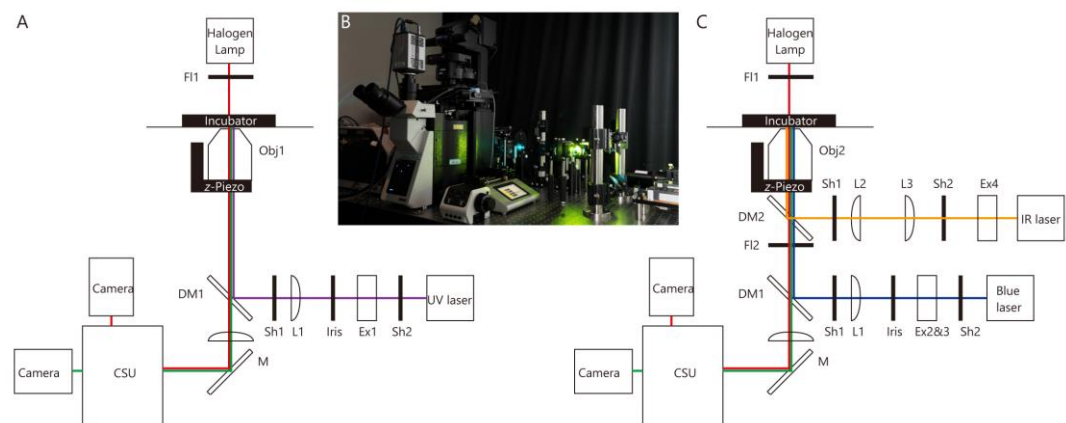 A
Halogen
Lamp
Fl1
Incubator
Obj1
z-Piezo
Camera
DM1
UV laser
Sh1
L1
Iris
Ex1
Sh2
M
Camera
CSU
B
C
Halogen
Lamp
Fl1
Incubator
Obj2
z-Piezo
Sh1
L2
L3
Sh2
Ex4
DM2
IR laser
Fl2
Camera
DM1
Blue
laser
Sh1
L1
Iris
Ex2&3
Sh2
M
Camera
CSU